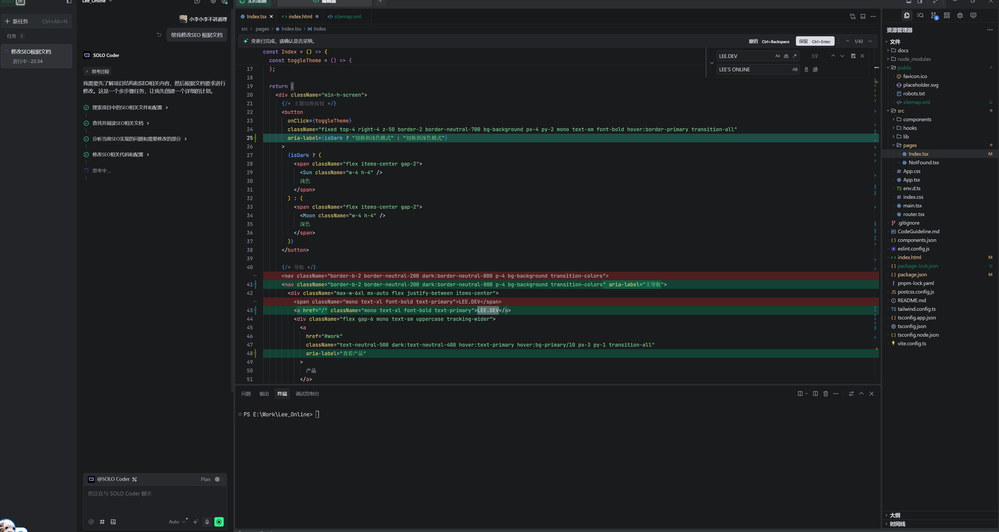 SOLO
Lee_Online
实时跟随
编辑器
新任务 Ctrl+Alt+N
任务 1
修改SEO根据文档
进行中 · 22:34
小李小李不讲道理
帮我修改SEO 根据文档
SOLO Coder
思考过程
我需要先了解项目结构和SEO相关内容，然后根据文档要求进行
修改。这是一个多步骤任务，让我先创建一个详细的计划。
搜索项目中的SEO相关文件和配置
查找并阅读SEO相关文档
分析当前SEO实现的问题和需要修改的部分
修改SEO相关代码和配置
思考中 ...
@SOLO Coder Plan
您正在与 SOLO Coder 聊天
Auto
Index.tsx index.html sitemap.xml
src > pages > Index.tsx > Index
变更已完成，请确认是否采纳。 撤销 Ctrl+Backspace 保留 Ctrl+Enter 1/42
LEE.DEV Aa ab .* ?/2
LEE'S ONLINE AB
const Index = () => {
const toggleTheme = () => {
17 };
18
19 return (
20 <div className="min-h-screen">
21 {/* 主题切换按钮 */}
22 <button
23 onClick={toggleTheme}
24 className="fixed top-4 right-4 z-50 border-2 border-neutral-700 bg-background px-4 py-2 mono text-sm font-bold hover:border-primary transition-all"
25 aria-label={isDark ? "切换到浅色模式" : "切换到深色模式"}
26 >
27 {isDark ? (
28 <span className="flex items-center gap-2">
29 <Sun className="w-4 h-4" />
30 浅色
31 </span>
32 ) : (
33 <span className="flex items-center gap-2">
34 <Moon className="w-4 h-4" />
35 深色
36 </span>
37 )}
38 </button>
39
40 {/* 导航 */}
<nav className="border-b-2 border-neutral-200 dark:border-neutral-800 p-4 bg-background transition-colors">
41 <nav className="border-b-2 border-neutral-200 dark:border-neutral-800 p-4 bg-background transition-colors" aria-label="主导航">
42 <div className="max-w-6xl mx-auto flex justify-between items-center">
<span className="mono text-xl font-bold text-primary">LEE.DEV</span>
43 <a href="/" className="mono text-xl font-bold text-primary">LEE.DEV</a>
44 <div className="flex gap-6 mono text-sm uppercase tracking-wider">
45 <a
46 href="#work"
47 className="text-neutral-500 dark:text-neutral-400 hover:text-primary hover:bg-primary/10 px-3 py-1 transition-all"
48 aria-label="查看产品"
49 >
50 产品
51 </a>
问题 输出 终端 调试控制台
PS E:\Work\Lee_Online>
5
资源管理器
文件
docs
node_modules
public
favicon.ico
placeholder.svg
robots.txt
sitemap.xml U
src
components
hooks
lib
pages
Index.tsx M
NotFound.tsx
App.css
App.tsx
TS env.d.ts
index.css
main.tsx
router.tsx
.gitignore
CodeGuideline.md
components.json
eslint.config.js
index.html M
package-lock.json U
package.json M
pnpm-lock.yaml
JS postcss.config.js
README.md
TS tailwind.config.ts
tsconfig.app.json
tsconfig.json
tsconfig.node.json
vite.config.ts
大纲
时间线